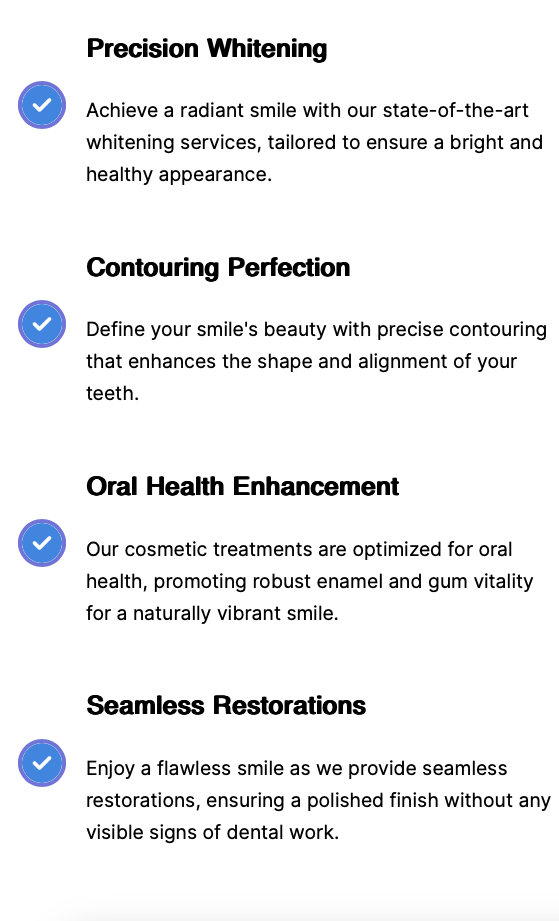 Precision Whitening
Achieve a radiant smile with our state-of-the-art
whitening services, tailored to ensure a bright and
healthy appearance.
Contouring Perfection
Define your smile's beauty with precise contouring
that enhances the shape and alignment of your
teeth.
Oral Health Enhancement
Our cosmetic treatments are optimized for oral
health, promoting robust enamel and gum vitality
for a naturally vibrant smile.
Seamless Restorations
Enjoy a flawless smile as we provide seamless
restorations, ensuring a polished finish without any
visible signs of dental work.